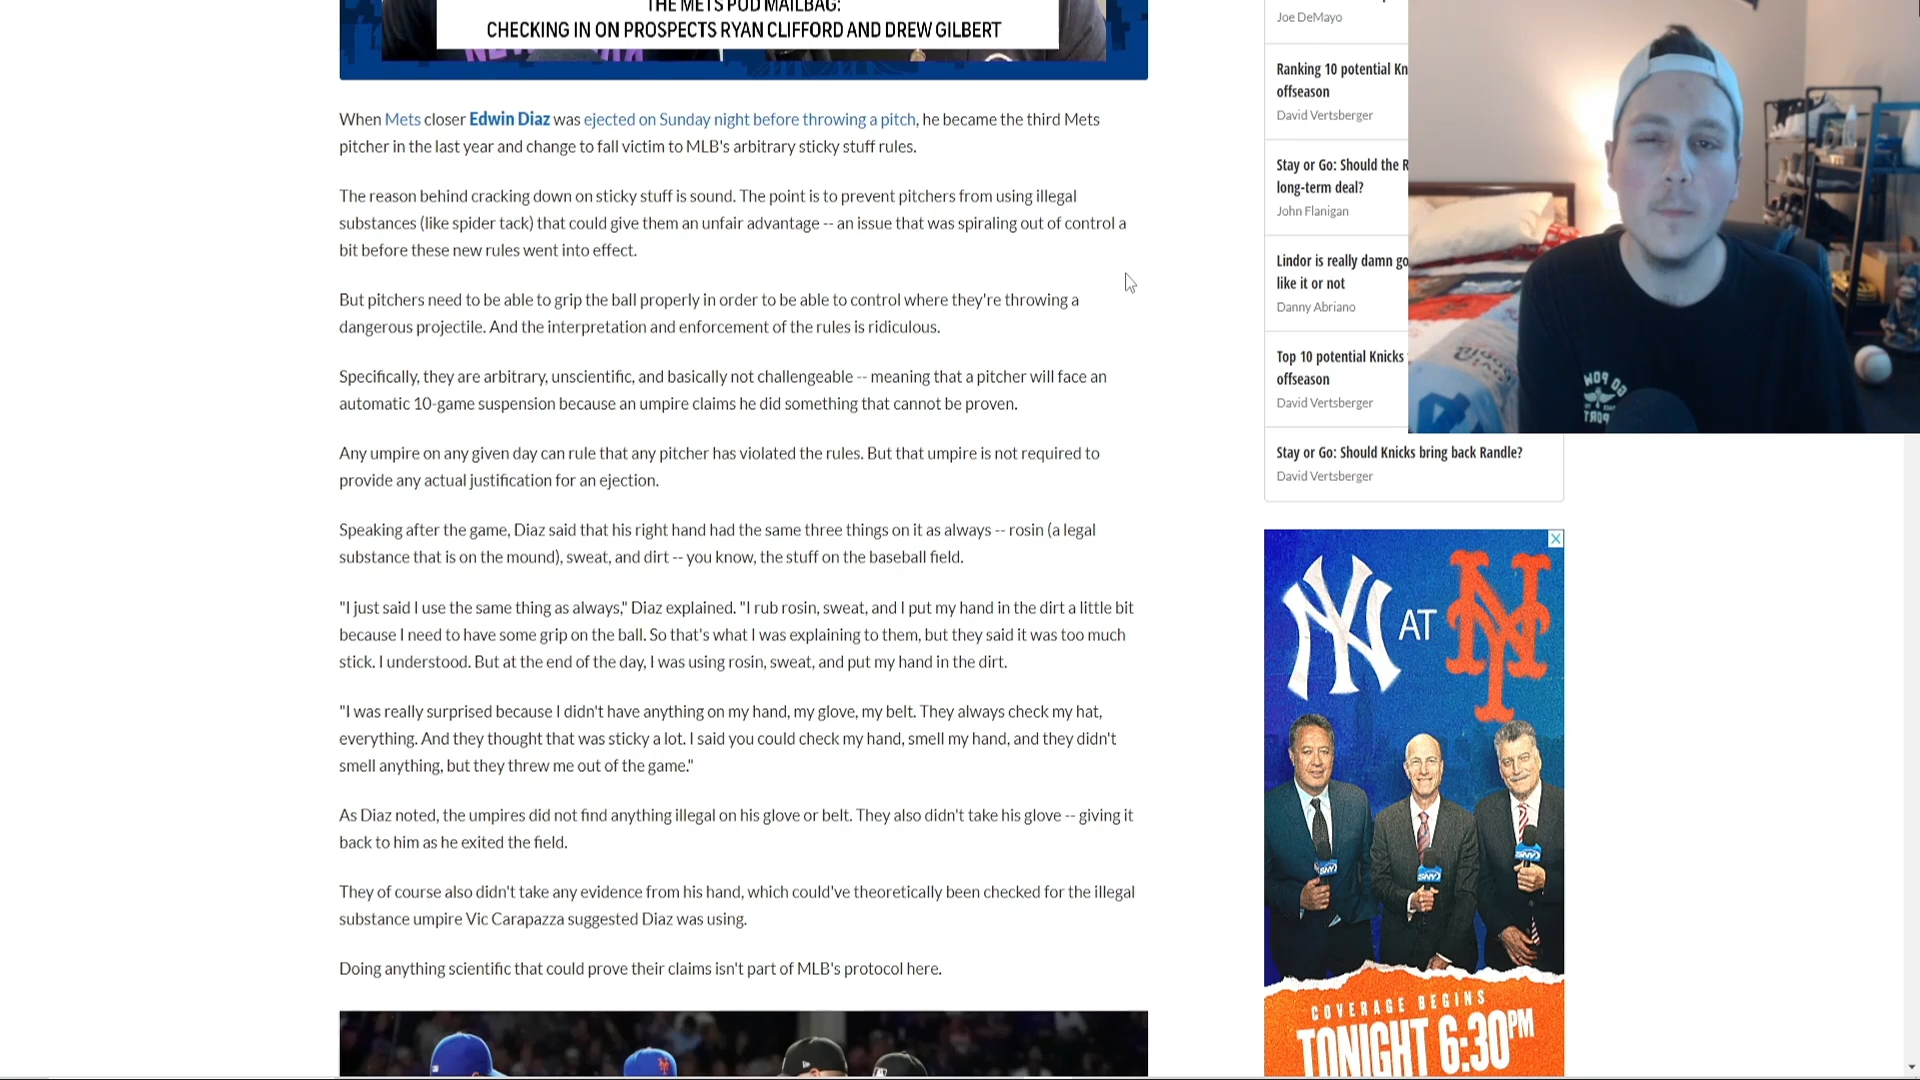 THE METS POD MAILBAG:
CHECKING IN ON PROSPECTS RYAN CLIFFORD AND DREW GILBERT
When Mets closer Edwin Diaz was ejected on Sunday night before throwing a pitch, he became the third Mets
pitcher in the last year and change to fall victim to MLB's arbitrary sticky stuff rules.
The reason behind cracking down on sticky stuff is sound. The point is to prevent pitchers from using illegal
substances (like spider tack) that could give them an unfair advantage -- an issue that was spiraling out of control a
bit before these new rules went into effect.
But pitchers need to be able to grip the ball properly in order to be able to control where they're throwing a
dangerous projectile. And the interpretation and enforcement of the rules is ridiculous.
Specifically, they are arbitrary, unscientific, and basically not challengeable -- meaning that a pitcher will face an
automatic 10-game suspension because an umpire claims he did something that cannot be proven.
Any umpire on any given day can rule that any pitcher has violated the rules. But that umpire is not required to
provide any actual justification for an ejection.
Speaking after the game, Diaz said that his right hand had the same three things on it as always -- rosin (a legal
substance that is on the mound), sweat, and dirt -- you know, the stuff on the baseball field.
"I just said I use the same thing as always," Diaz explained. "I rub rosin, sweat, and I put my hand in the dirt a little bit
because I need to have some grip on the ball. So that's what I was explaining to them, but they said it was too much
stick. I understood. But at the end of the day, I was using rosin, sweat, and put my hand in the dirt.
"I was really surprised because I didn't have anything on my hand, my glove, my belt. They always check my hat,
everything. And they thought that was sticky a lot. I said you could check my hand, smell my hand, and they didn't
smell anything, but they threw me out of the game."
As Diaz noted, the umpires did not find anything illegal on his glove or belt. They also didn't take his glove -- giving it
back to him as he exited the field.
They of course also didn't take any evidence from his hand, which could've theoretically been checked for the illegal
substance umpire Vic Carapazza suggested Diaz was using.
Doing anything scientific that could prove their claims isn't part of MLB's protocol here.
Joe DeMayo
Ranking 10 potential Kn
offseason
David Vertsberger
Stay or Go: Should the R
long-term deal?
John Flanigan
Lindor is really damn go
like it or not
Danny Abriano
Top 10 potential Knicks
offseason
David Vertsberger
Stay or Go: Should Knicks bring back Randle?
David Vertsberger
NY AT NY
SNY SNY SNY
COVERAGE BEGINS
TONIGHT 6:30PM